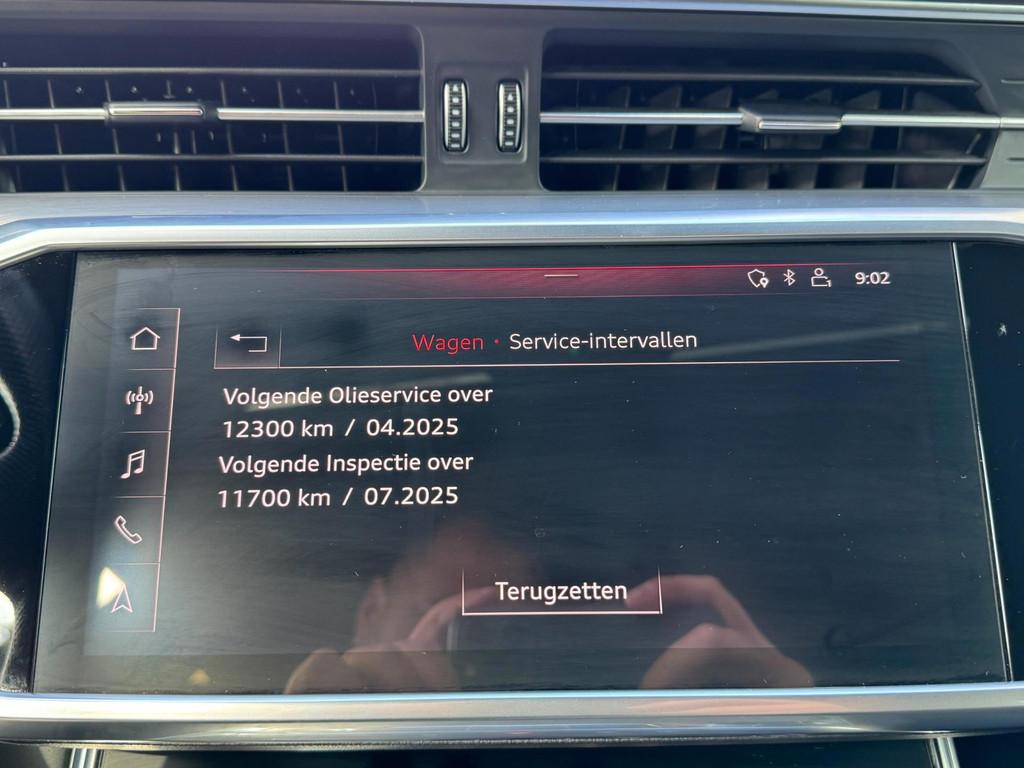 9:02
Wagen • Service-intervallen
Volgende Olieservice over
12300 km / 04.2025
Volgende Inspectie over
11700 km / 07.2025
Terugzetten